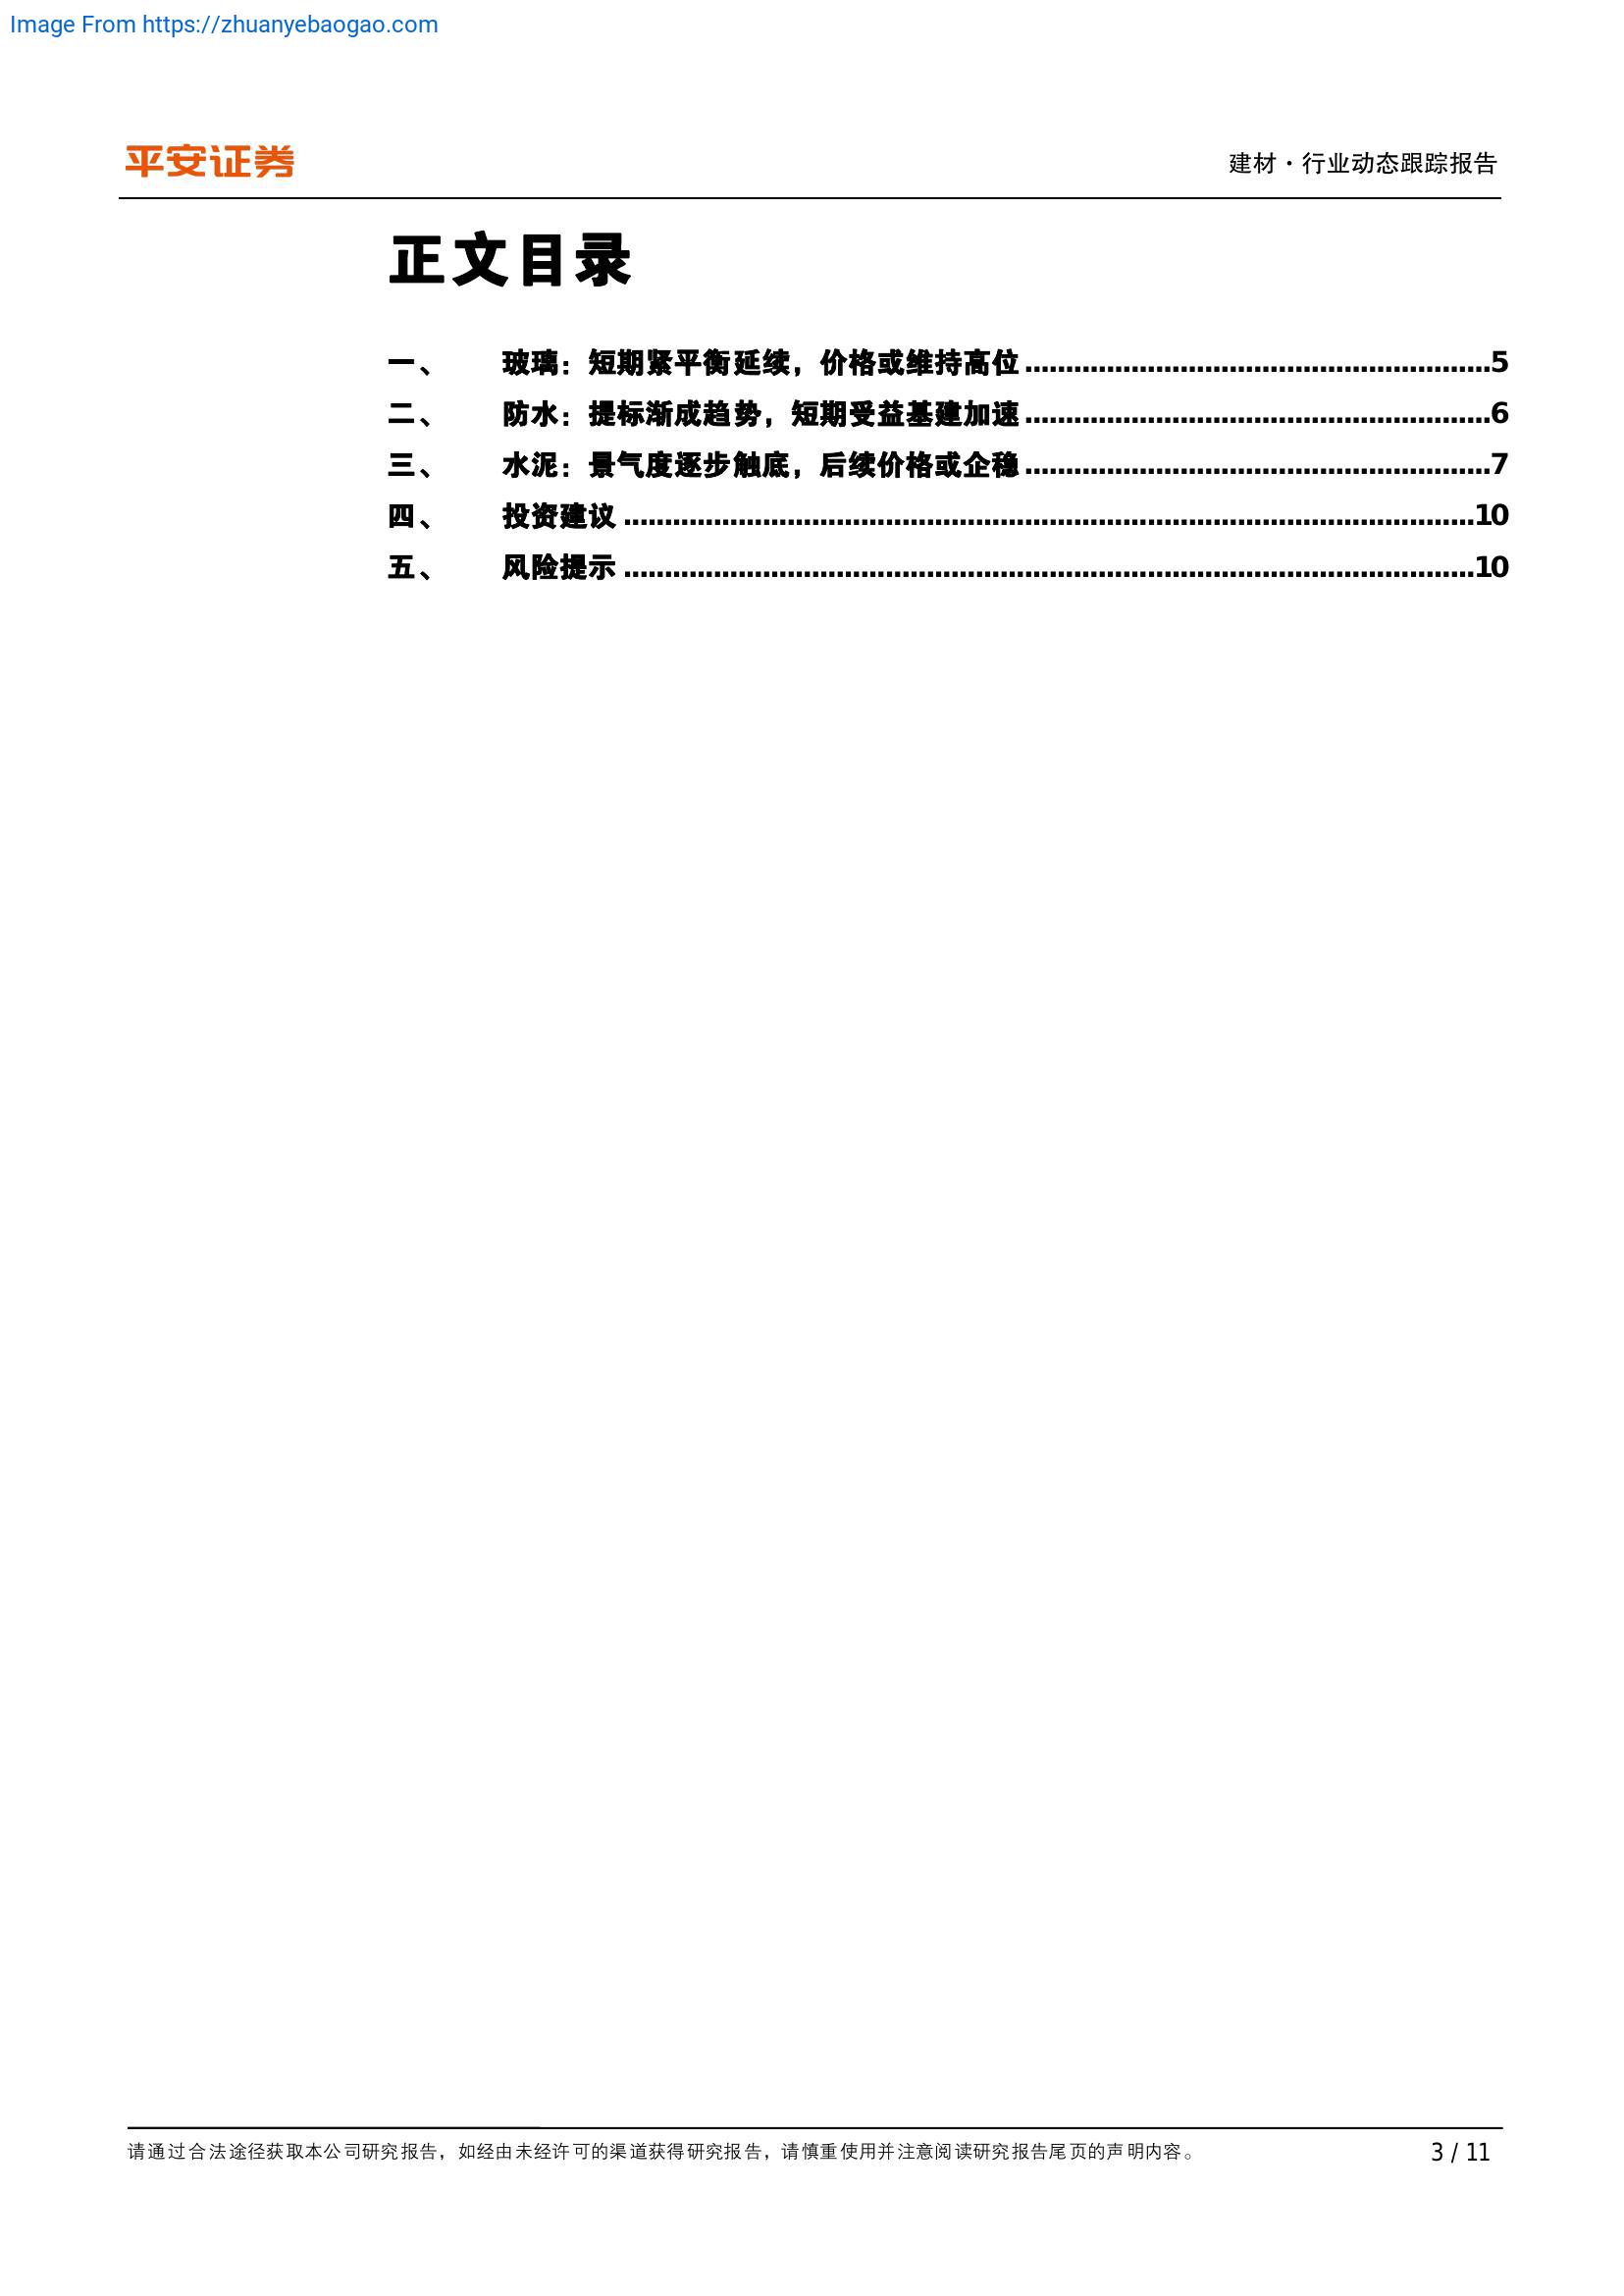 Image From https://zhuanyebaogao.com
平安证券
建材·行业动态跟踪报告
正文目录
一、 玻璃：短期紧平衡延续，价格或维持高位 5
二、 防水：提标渐成趋势，短期受益基建加速 6
三、 水泥：景气度逐步触底，后续价格或企稳 7
四、 投资建议 10
五、 风险提示 10
请通过合法途径获取本公司研究报告，如经由未经许可的渠道获得研究报告，请慎重使用并注意阅读研究报告尾页的声明内容。 3 / 11